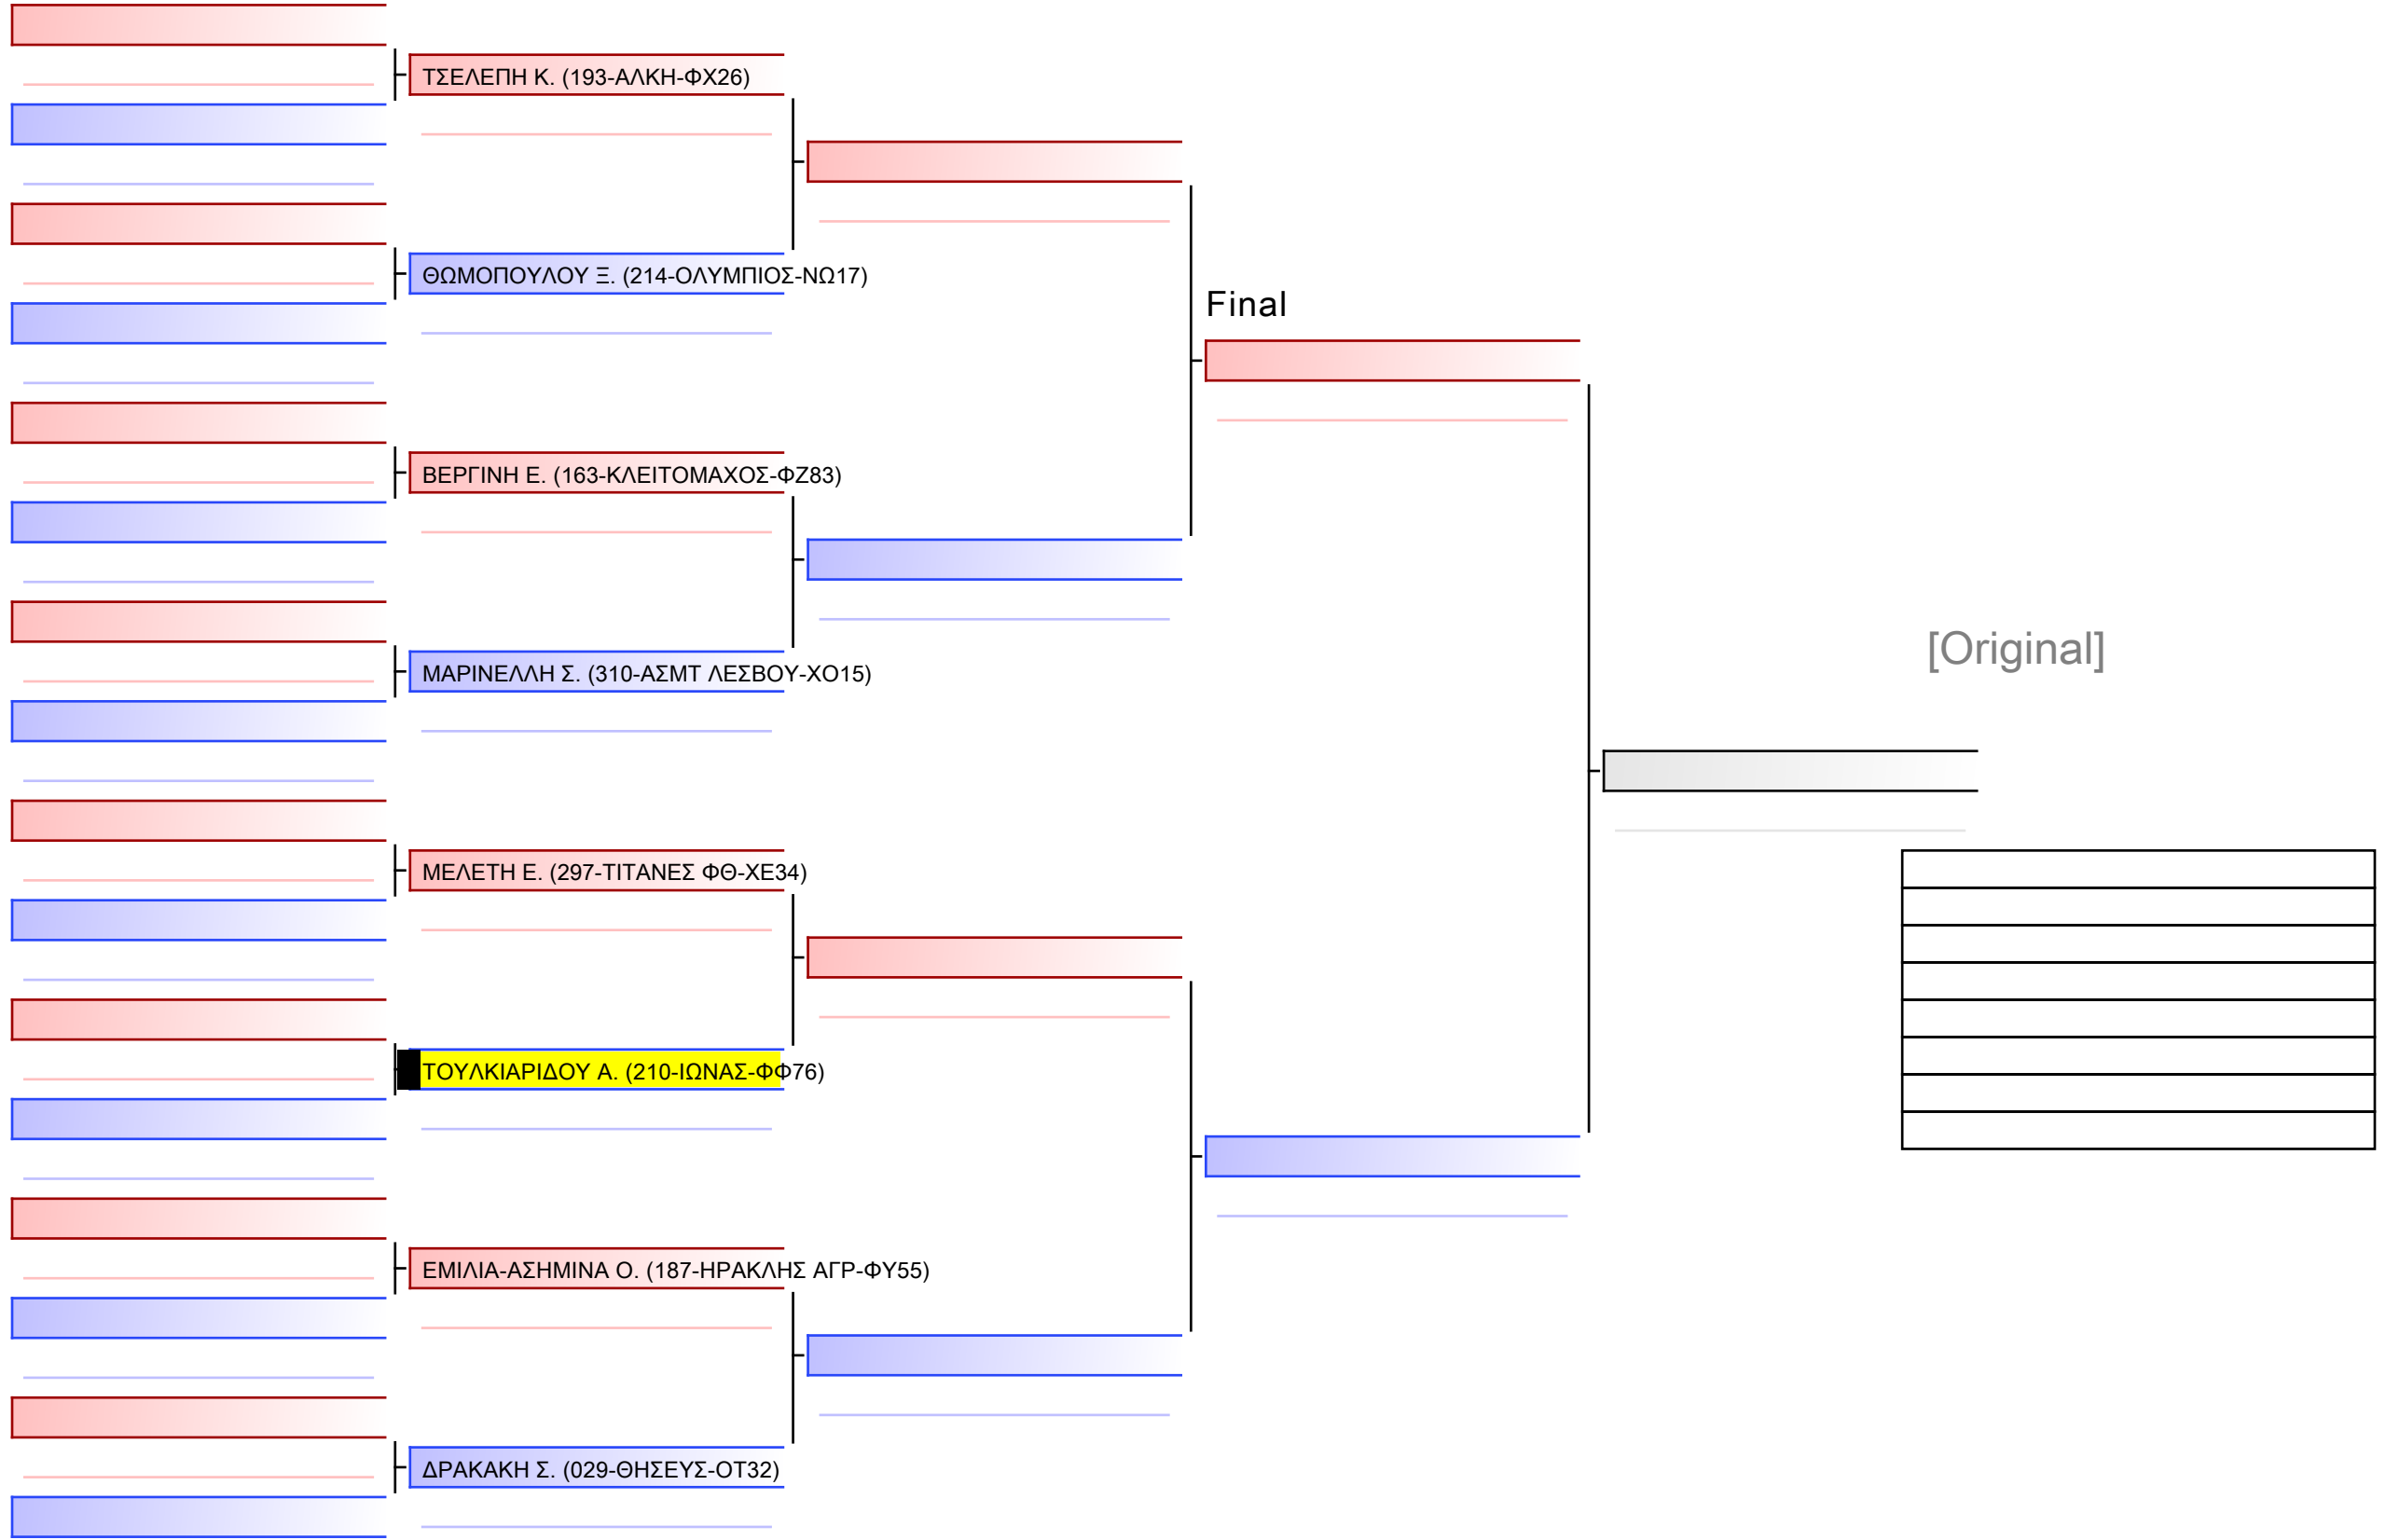 ΤΣΕΛΕΠΗ Κ. (193-ΑΛΚΗ-ΦΧ26)
ΘΩΜΟΠΟΥΛΟΥ Ξ. (214-ΟΛΥΜΠΙΟΣ-ΝΩ17)
Final
ΒΕΡΓΙΝΗ Ε. (163-ΚΛΕΙΤΟΜΑΧΟΣ-ΦΖ83)
[Original]
ΜΑΡΙΝΕΛΛΗ Σ. (310-ΑΣΜΤ ΛΕΣΒΟΥ-ΧΟ15)
ΜΕΛΕΤΗ Ε. (297-ΤΙΤΑΝΕΣ ΦΘ-ΧΕ34)
ΤΟΥΛΚΙΑΡΙΔΟΥ Α. (210-ΙΩΝΑΣ-ΦΦ76)
ΕΜΙΛΙΑ-ΑΣΗΜΙΝΑ Ο. (187-ΗΡΑΚΛΗΣ ΑΓΡ-ΦΥ55)
ΔΡΑΚΑΚΗ Σ. (029-ΘΗΣΕΥΣ-ΟΤ32)